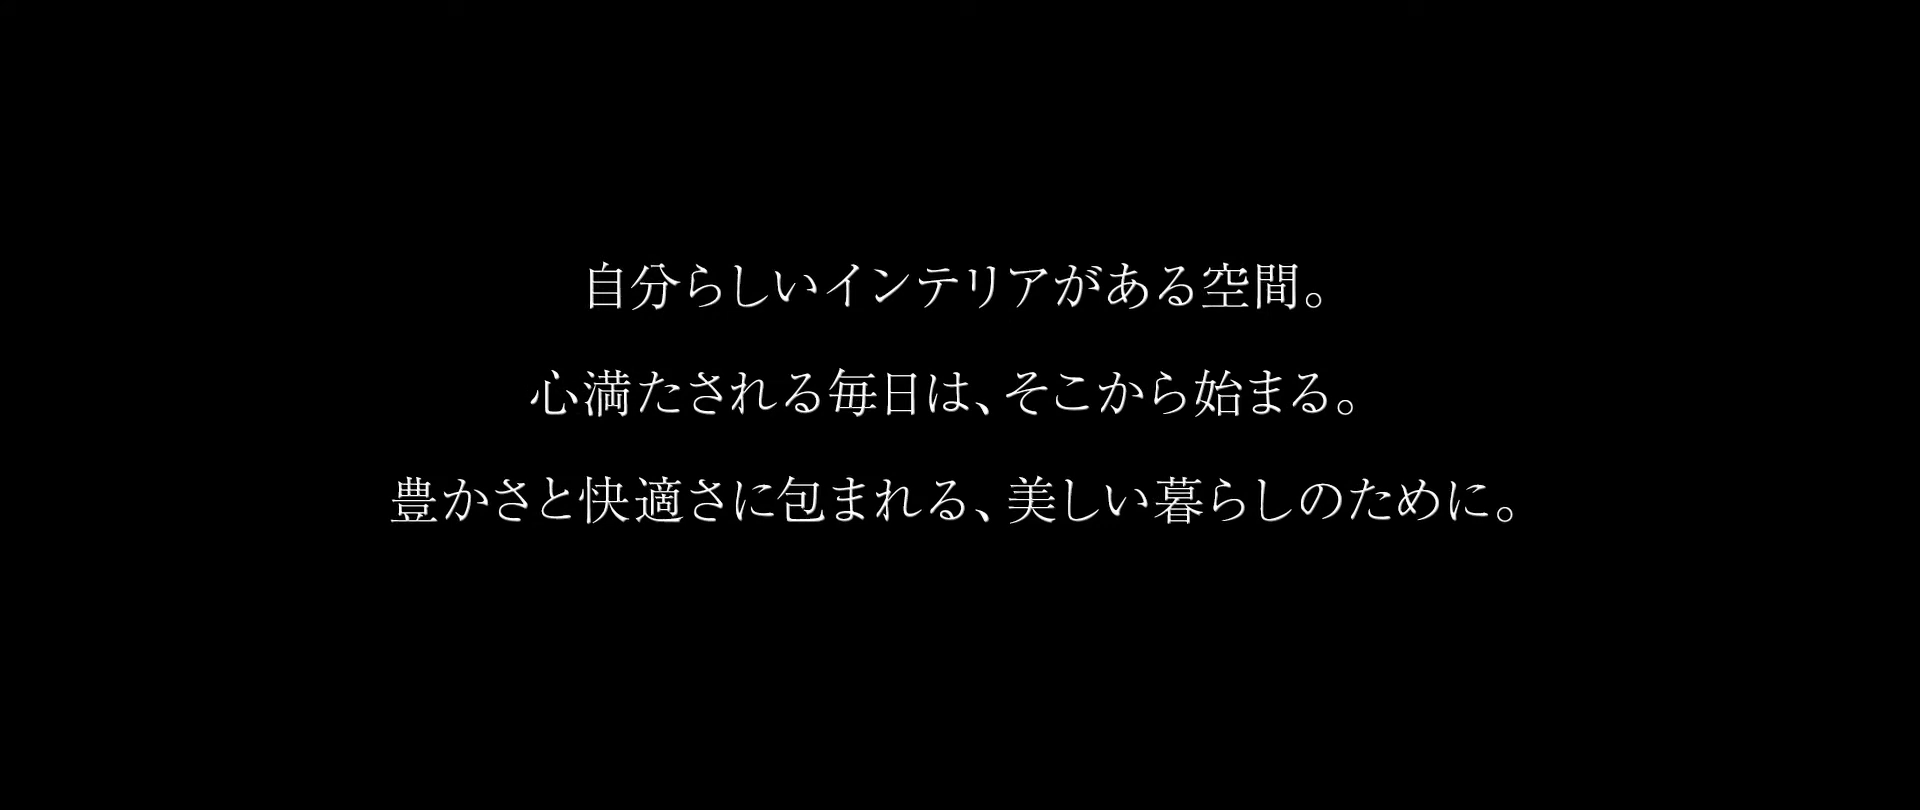 自分らしいインテリアがある空間。
心満たされる毎日は、そこから始まる。
豊かさと快適さに包まれる、美しい暮らしのために。